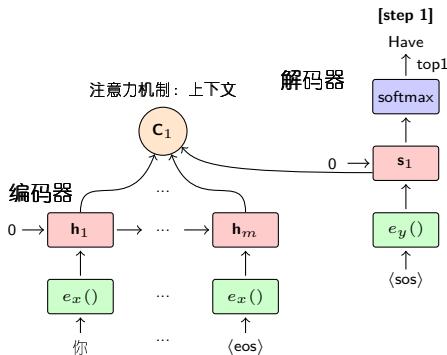 [step 1]
Have
top1
解码器
softmax
注意力机制：上下文
C₁
0
s₁
编码器
...
0
h₁
...
hₘ
e_y()
⟨sos⟩
eₓ()
...
eₓ()
你
...
⟨eos⟩